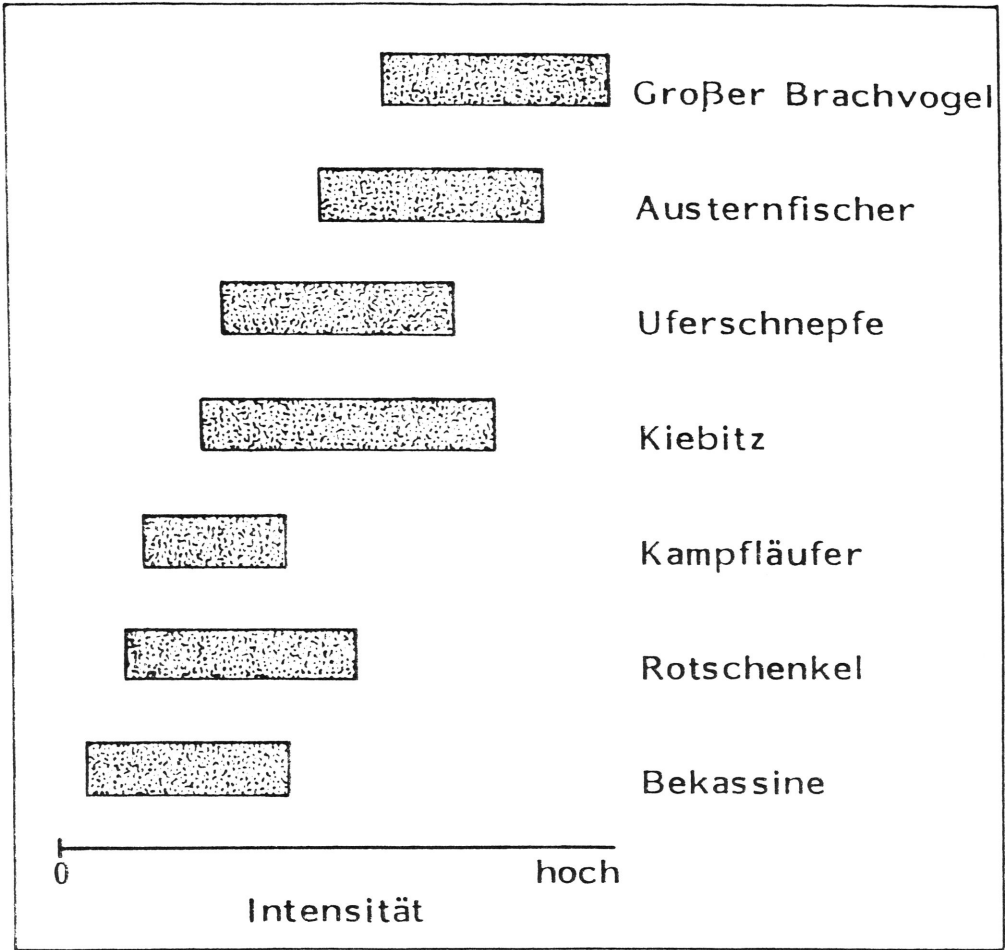 Großer Brachvogel
Austernfischer
Uferschnepfe
Kiebitz
Kampfläufer
Rotschenkel
Bekassine
0 hoch
Intensität